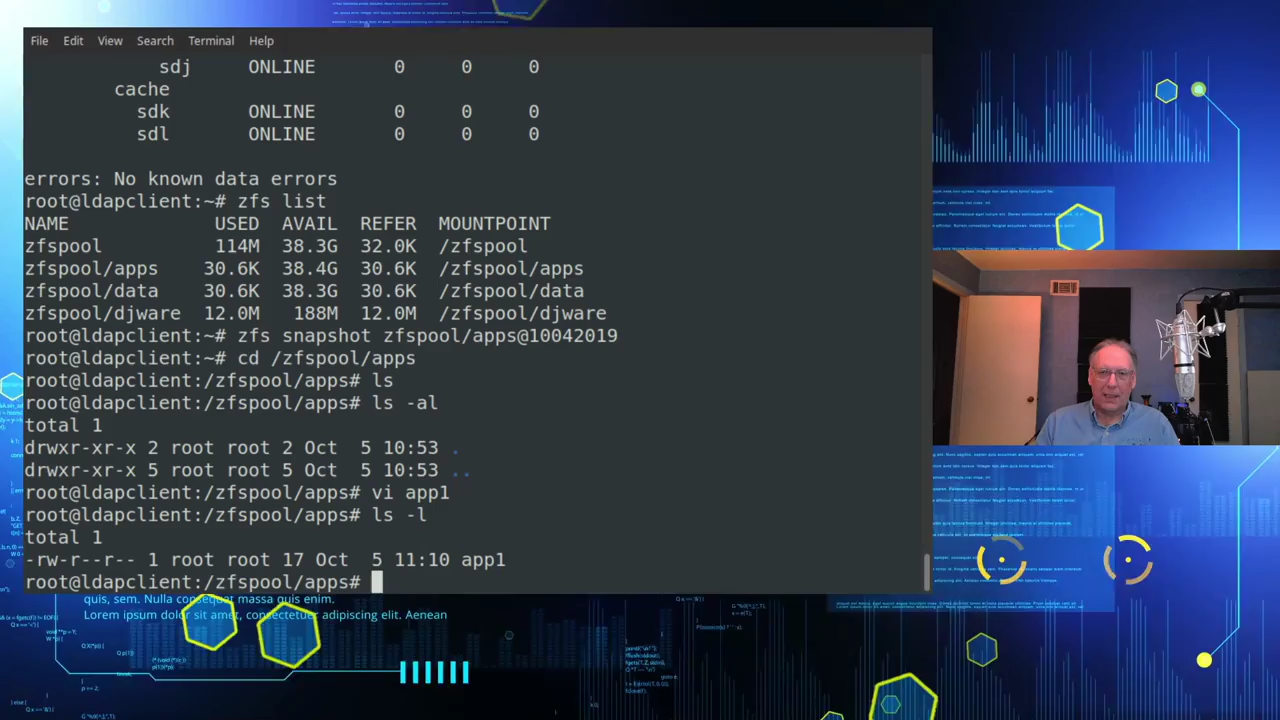 File Edit View Search Terminal Help
sdj ONLINE 0 0 0
cache
sdk ONLINE 0 0 0
sdl ONLINE 0 0 0
errors: No known data errors
root@ldapclient:~# zfs list
NAME USED AVAIL REFER MOUNTPOINT
zfspool 114M 38.3G 32.0K /zfspool
zfspool/apps 30.6K 38.4G 30.6K /zfspool/apps
zfspool/data 30.6K 38.3G 30.6K /zfspool/data
zfspool/djware 12.0M 188M 12.0M /zfspool/djware
root@ldapclient:~# zfs snapshot zfspool/apps@10042019
root@ldapclient:~# cd /zfspool/apps
root@ldapclient:/zfspool/apps# ls
root@ldapclient:/zfspool/apps# ls -al
total 1
drwxr-xr-x 2 root root 2 Oct 5 10:53 .
drwxr-xr-x 5 root root 5 Oct 5 10:53 ..
root@ldapclient:/zfspool/apps# vi app1
root@ldapclient:/zfspool/apps# ls -l
total 1
-rw-r--r-- 1 root root 17 Oct 5 11:10 app1
root@ldapclient:/zfspool/apps#
quis, sem. Nulla consequat massa quis enim.
Lorem ipsum dolor sit amet, consectetur adipiscing elit. Aenean